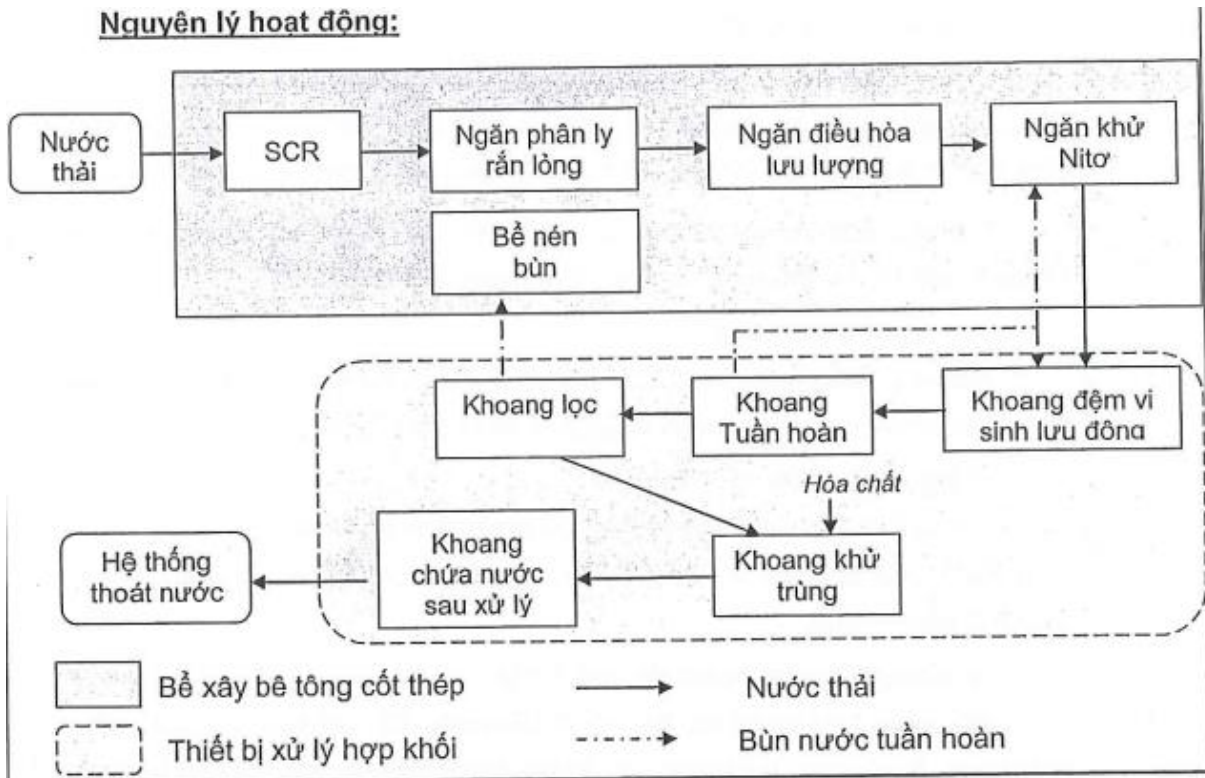 Nguyên lý hoạt động:
Nước
thải
SCR
Ngăn phân ly
rắn lỏng
Ngăn điều hòa
lưu lượng
Ngăn khử
Nitơ
Bể nén
bùn
Khoang lọc
Khoang
Tuần hoàn
Khoang đệm vi
sinh lưu động
Hóa chất
Hệ thống
thoát nước
Khoang
chứa nước
sau xử lý
Khoang khử
trùng
Bể xây bê tông cốt thép
Nước thải
Thiết bị xử lý hợp khối
Bùn nước tuần hoàn